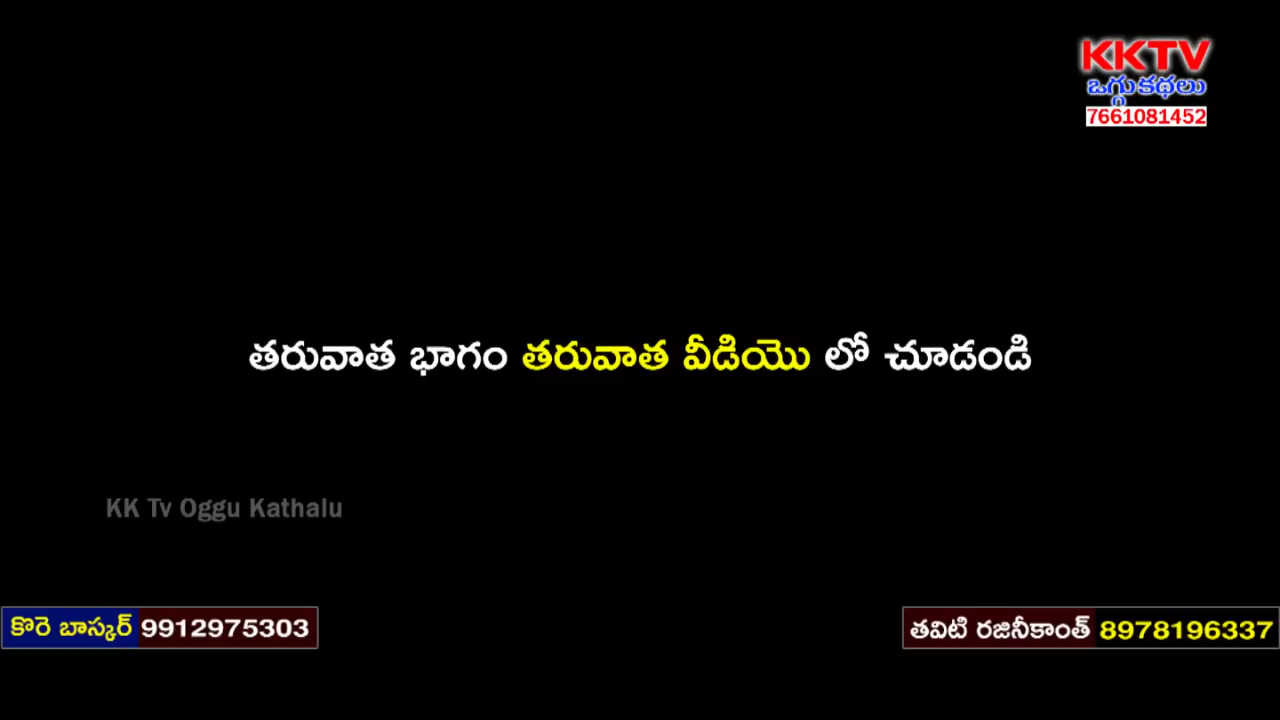 KKTV
ఒగ్గుకథలు
7661081452
తరువాత భాగం తరువాత వీడియొ లో చూడండి
KK Tv Oggu Kathalu
కొరె బాస్కర్ 9912975303
తవిటి రజినీకాంత్ 8978196337